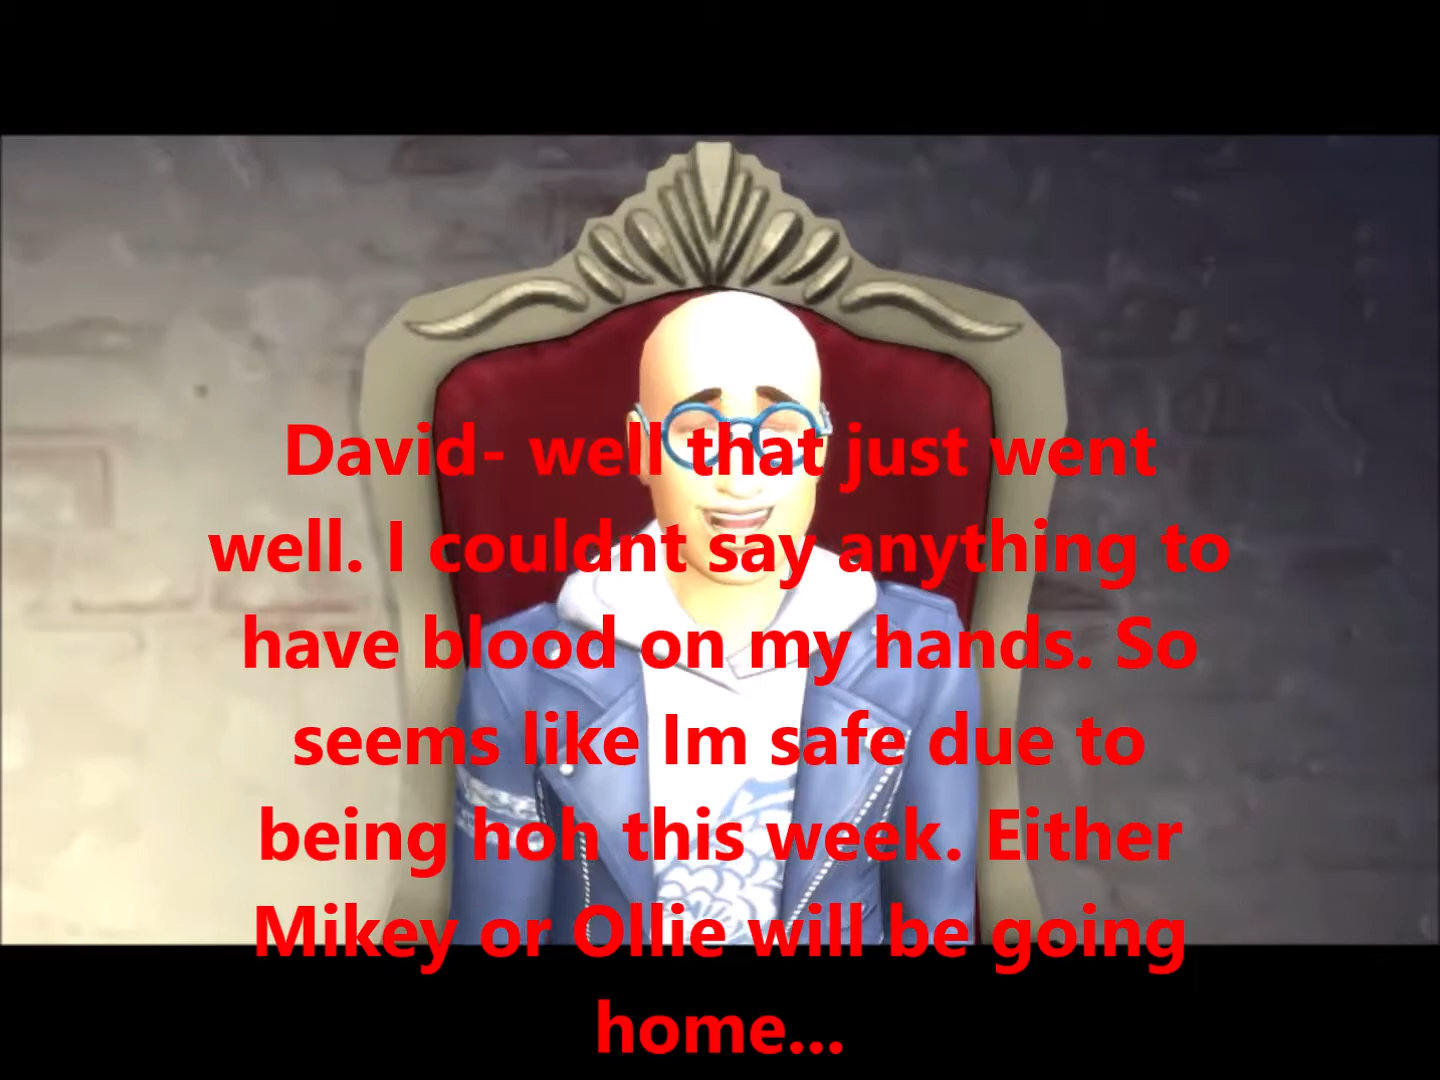 David- well that just went
well. I couldnt say anything to
have blood on my hands. So
seems like Im safe due to
being hoh this week. Either
Mikey or Ollie will be going
home...